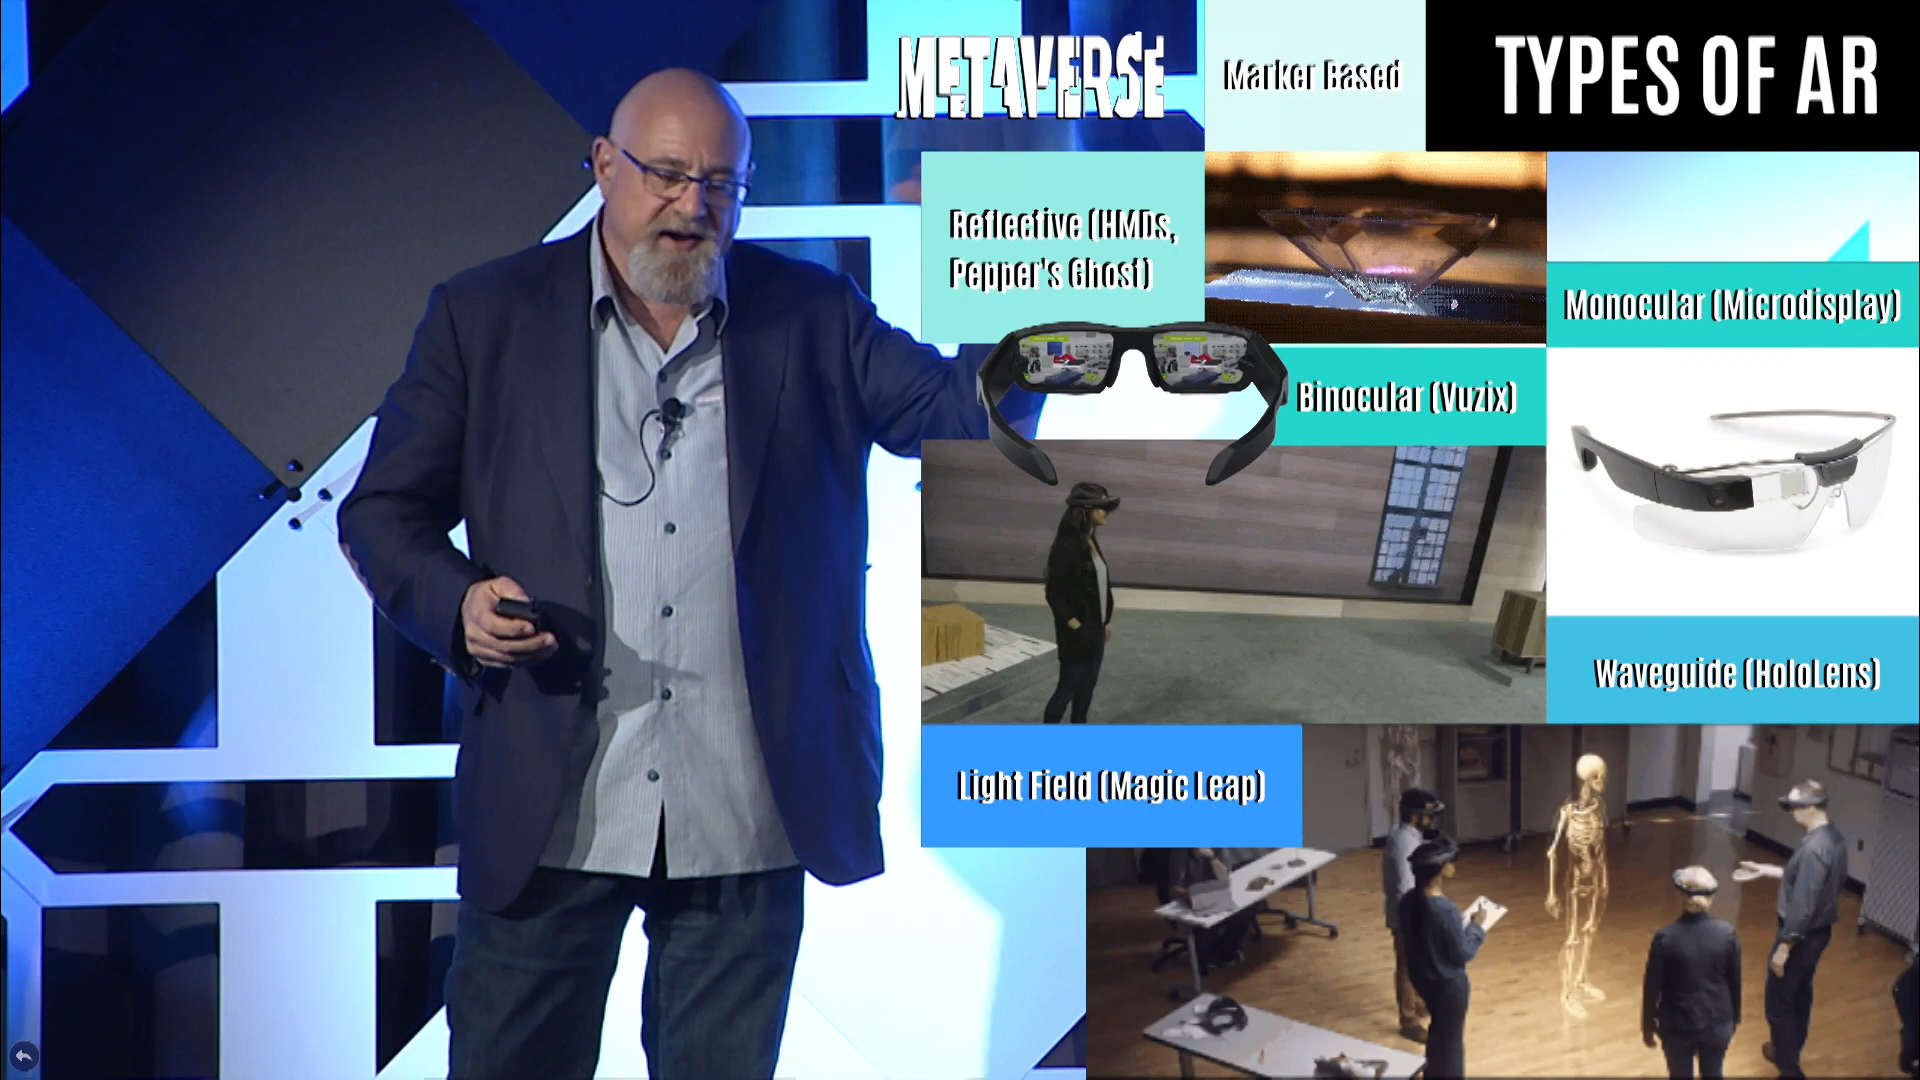 METAVERSE
Marker Based
TYPES OF AR
Reflective (HMDs,
Pepper's Ghost)
Monocular (Microdisplay)
Binocular (Vuzix)
Waveguide (HoloLens)
Light Field (Magic Leap)